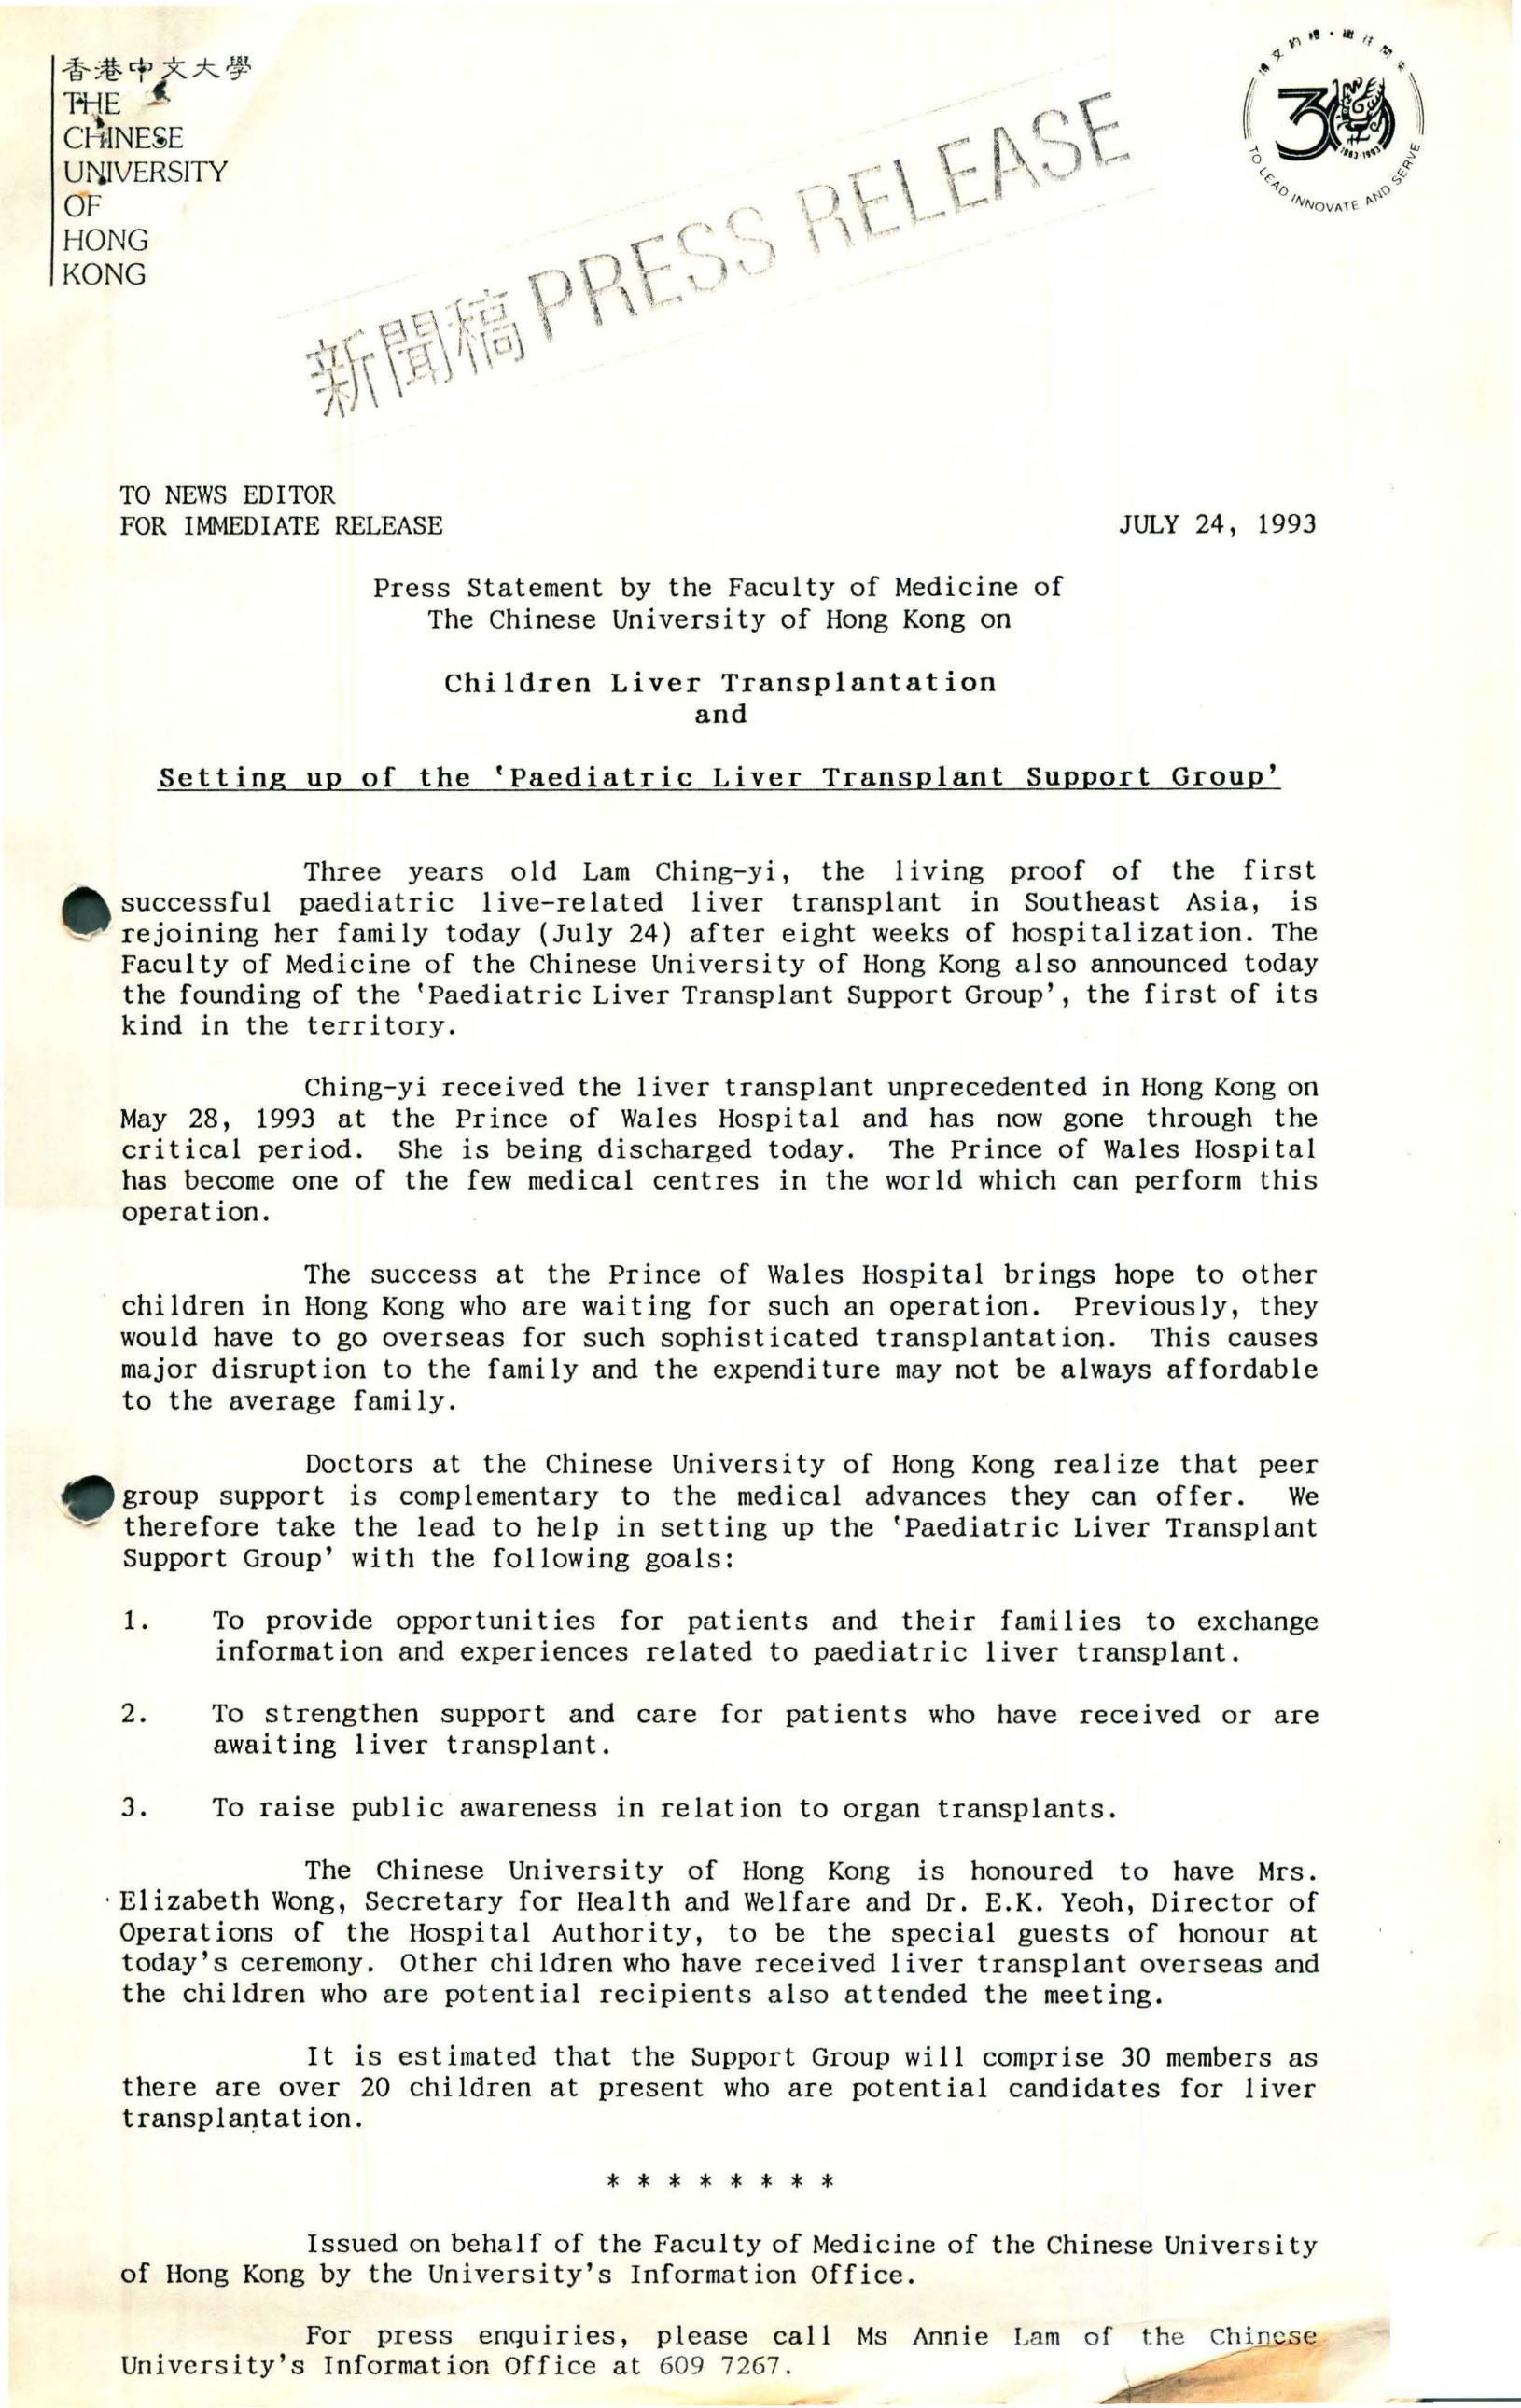 香港中文大學
THE
CHINESE
UNIVERSITY
OF
HONG
KONG
博文約禮·繼往開來
30
1963-1993
TO LEAD INNOVATE AND SERVE
新聞稿 PRESS RELEASE
TO NEWS EDITOR
FOR IMMEDIATE RELEASE
JULY 24, 1993
Press Statement by the Faculty of Medicine of
The Chinese University of Hong Kong on
Children Liver Transplantation
and
Setting up of the ‘Paediatric Liver Transplant Support Group’
Three years old Lam Ching-yi, the living proof of the first
successful paediatric live-related liver transplant in Southeast Asia, is
rejoining her family today (July 24) after eight weeks of hospitalization. The
Faculty of Medicine of the Chinese University of Hong Kong also announced today
the founding of the ‘Paediatric Liver Transplant Support Group’, the first of its
kind in the territory.
Ching-yi received the liver transplant unprecedented in Hong Kong on
May 28, 1993 at the Prince of Wales Hospital and has now gone through the
critical period. She is being discharged today. The Prince of Wales Hospital
has become one of the few medical centres in the world which can perform this
operation.
The success at the Prince of Wales Hospital brings hope to other
children in Hong Kong who are waiting for such an operation. Previously, they
would have to go overseas for such sophisticated transplantation. This causes
major disruption to the family and the expenditure may not be always affordable
to the average family.
Doctors at the Chinese University of Hong Kong realize that peer
group support is complementary to the medical advances they can offer. We
therefore take the lead to help in setting up the ‘Paediatric Liver Transplant
Support Group’ with the following goals:
1. To provide opportunities for patients and their families to exchange
information and experiences related to paediatric liver transplant.
2. To strengthen support and care for patients who have received or are
awaiting liver transplant.
3. To raise public awareness in relation to organ transplants.
The Chinese University of Hong Kong is honoured to have Mrs.
Elizabeth Wong, Secretary for Health and Welfare and Dr. E.K. Yeoh, Director of
Operations of the Hospital Authority, to be the special guests of honour at
today’s ceremony. Other children who have received liver transplant overseas and
the children who are potential recipients also attended the meeting.
It is estimated that the Support Group will comprise 30 members as
there are over 20 children at present who are potential candidates for liver
transplantation.
* * * * * * * *
Issued on behalf of the Faculty of Medicine of the Chinese University
of Hong Kong by the University’s Information Office.
For press enquiries, please call Ms Annie Lam of the Chinese
University’s Information Office at 609 7267.